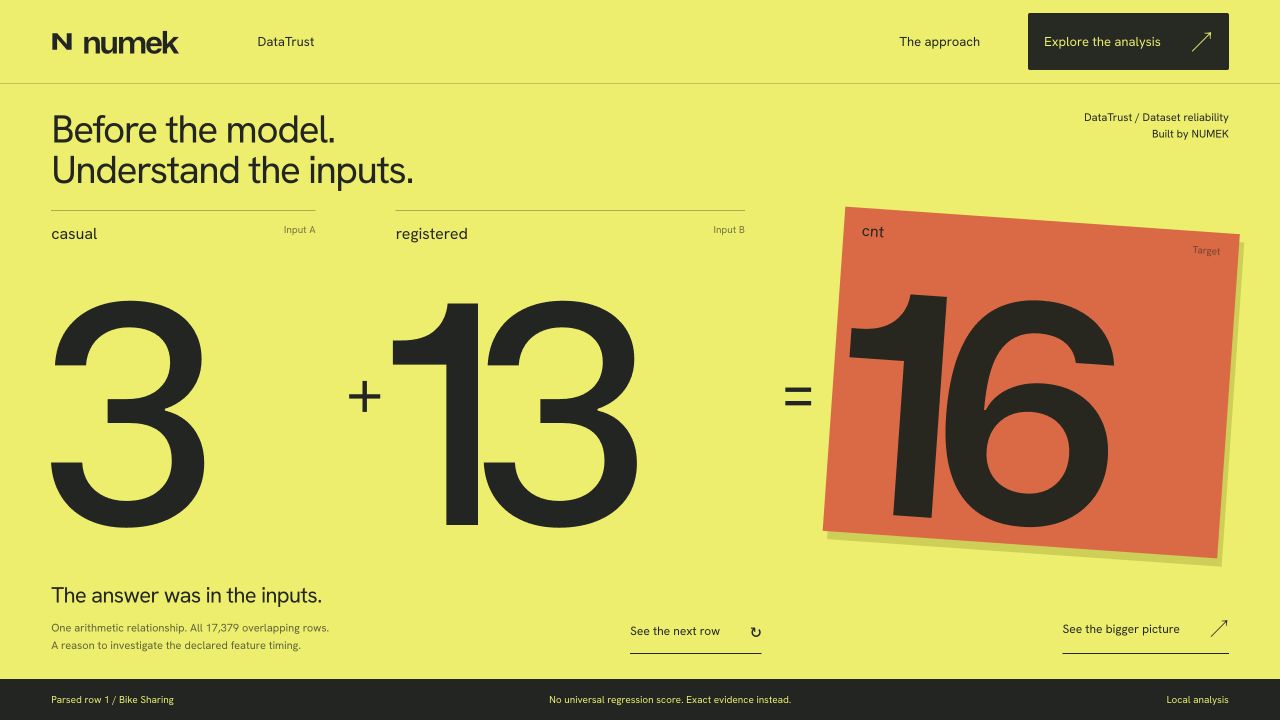 N numek
DataTrust
The approach
Explore the analysis
Before the model.
Understand the inputs.
DataTrust / Dataset reliability
Built by NUMEK
casual
Input A
registered
Input B
cnt
Target
3
+
13
=
16
The answer was in the inputs.
One arithmetic relationship. All 17,379 overlapping rows.
A reason to investigate the declared feature timing.
See the next row ↻
See the bigger picture
Parsed row 1 / Bike Sharing
No universal regression score. Exact evidence instead.
Local analysis